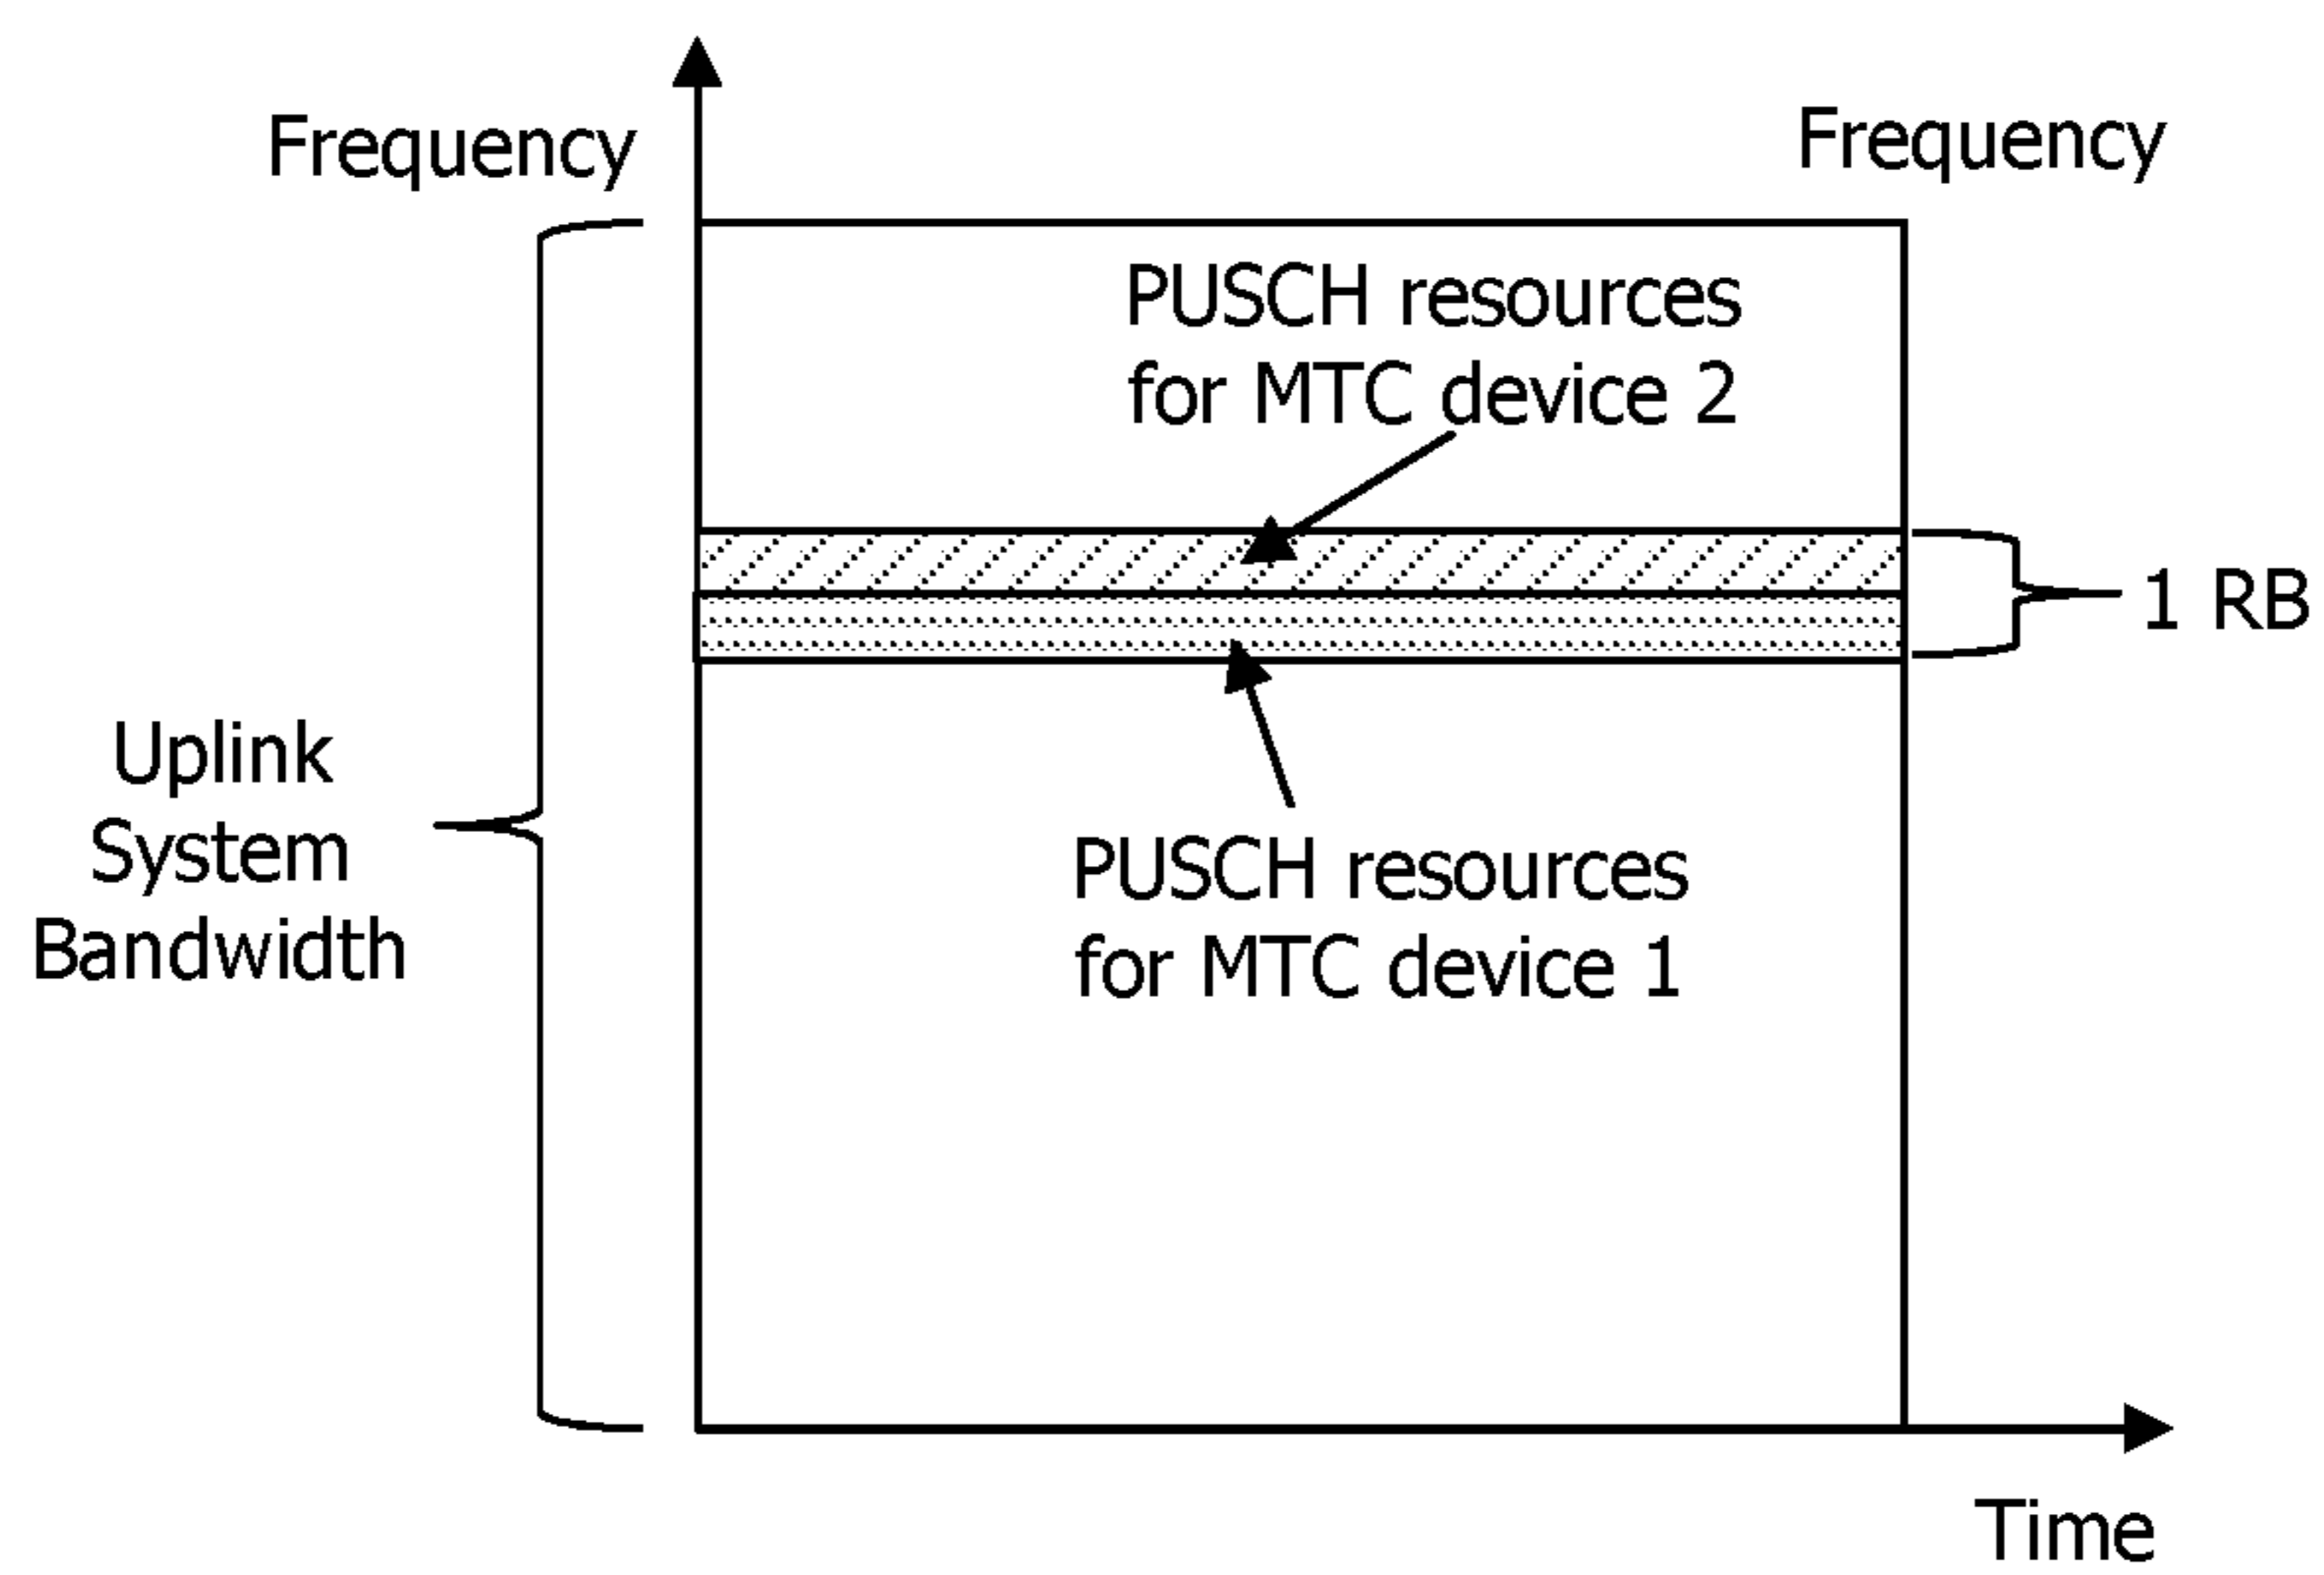 Frequency
Frequency
PUSCH resources
for MTC device 2
1 RB
Uplink
System
Bandwidth
PUSCH resources
for MTC device 1
Time